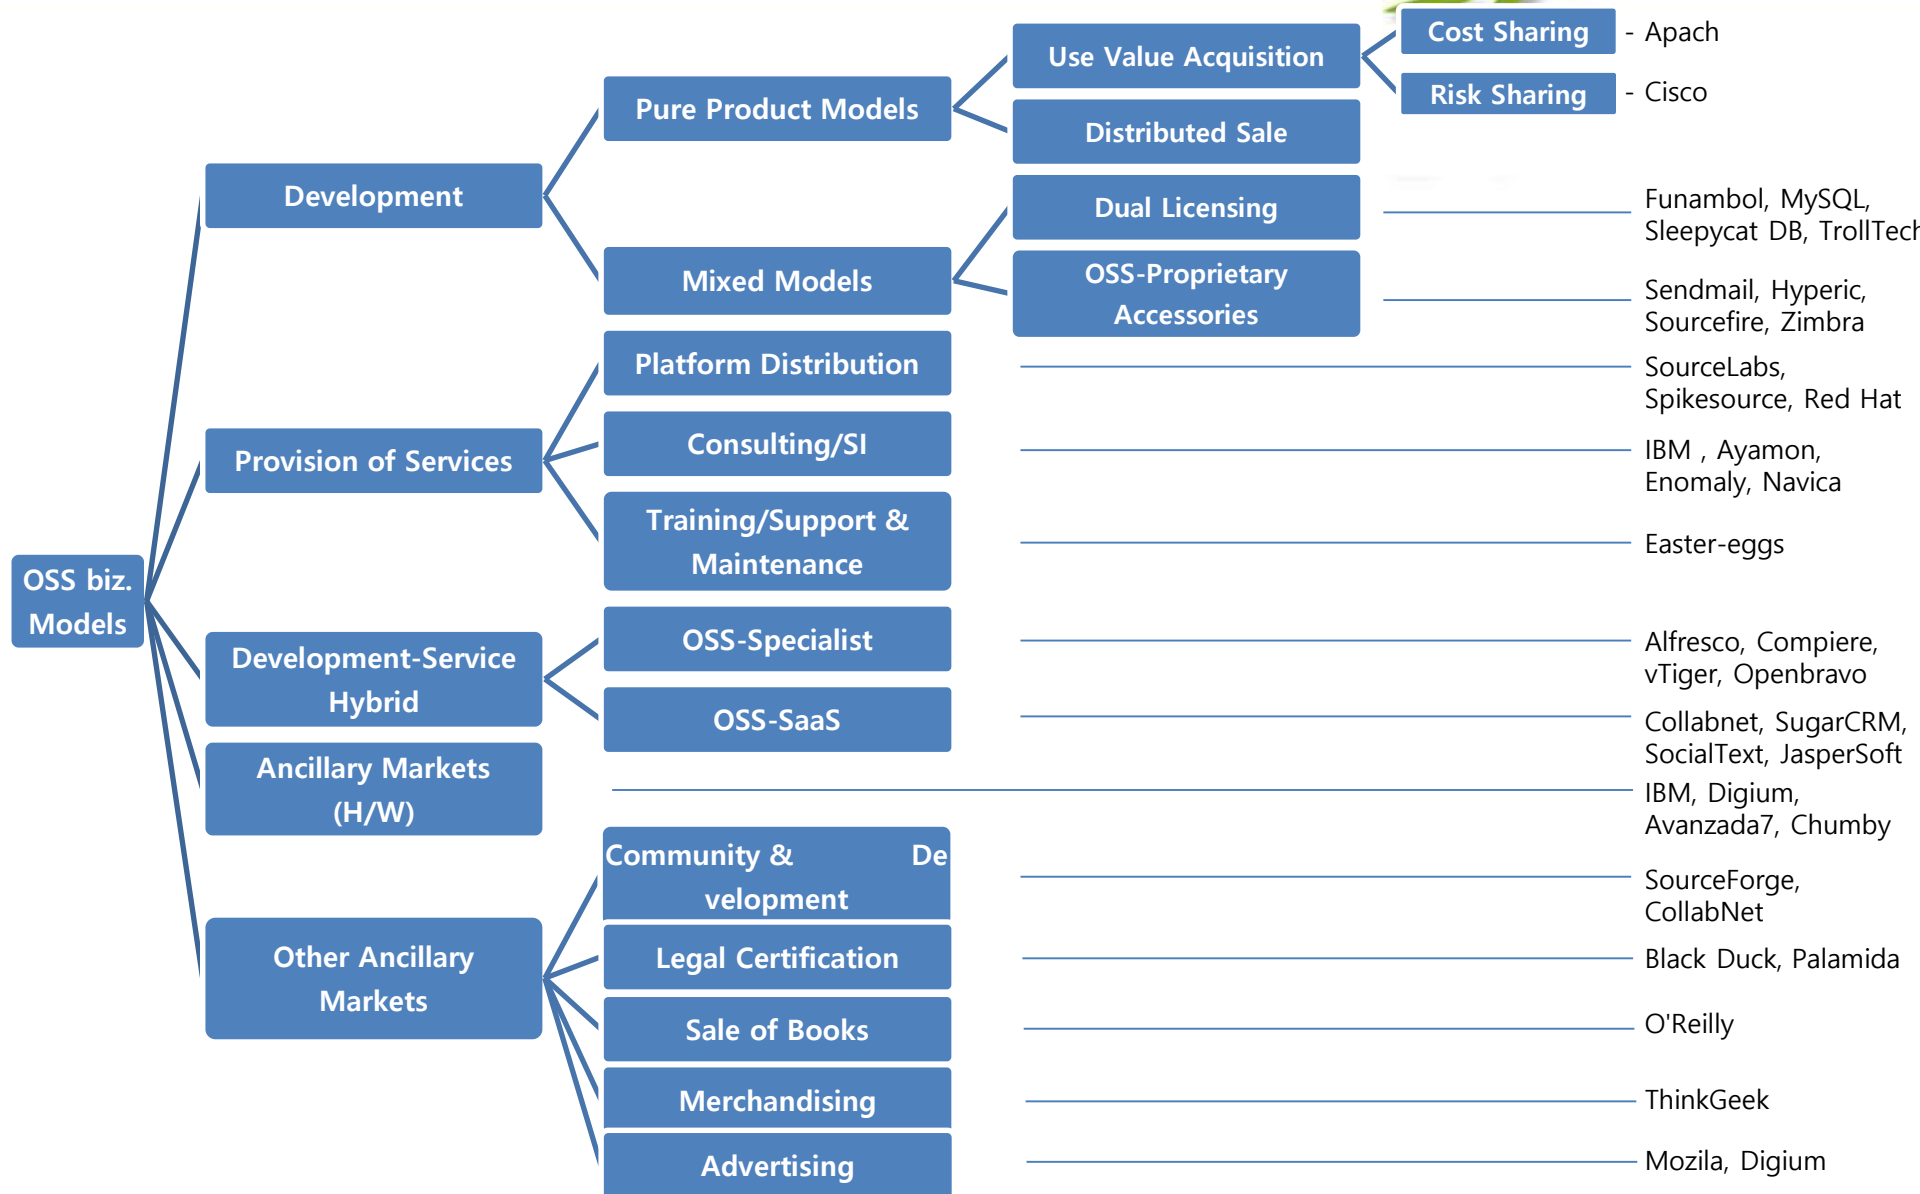 OSS biz.
Models
Development
Pure Product Models
Use Value Acquisition
Cost Sharing
- Apach
Risk Sharing
- Cisco
Distributed Sale
Mixed Models
Dual Licensing
Funambol, MySQL,
Sleepycat DB, TrollTech
OSS-Proprietary
Accessories
Sendmail, Hyperic,
Sourcefire, Zimbra
Provision of Services
Platform Distribution
SourceLabs,
Spikesource, Red Hat
Consulting/SI
IBM , Ayamon,
Enomaly, Navica
Training/Support &
Maintenance
Easter-eggs
Development-Service
Hybrid
OSS-Specialist
Alfresco, Compiere,
vTiger, Openbravo
OSS-SaaS
Collabnet, SugarCRM,
SocialText, JasperSoft
Ancillary Markets
(H/W)
IBM, Digium,
Avanzada7, Chumby
Other Ancillary
Markets
Community & De
velopment
SourceForge,
CollabNet
Legal Certification
Black Duck, Palamida
Sale of Books
O'Reilly
Merchandising
ThinkGeek
Advertising
Mozila, Digium